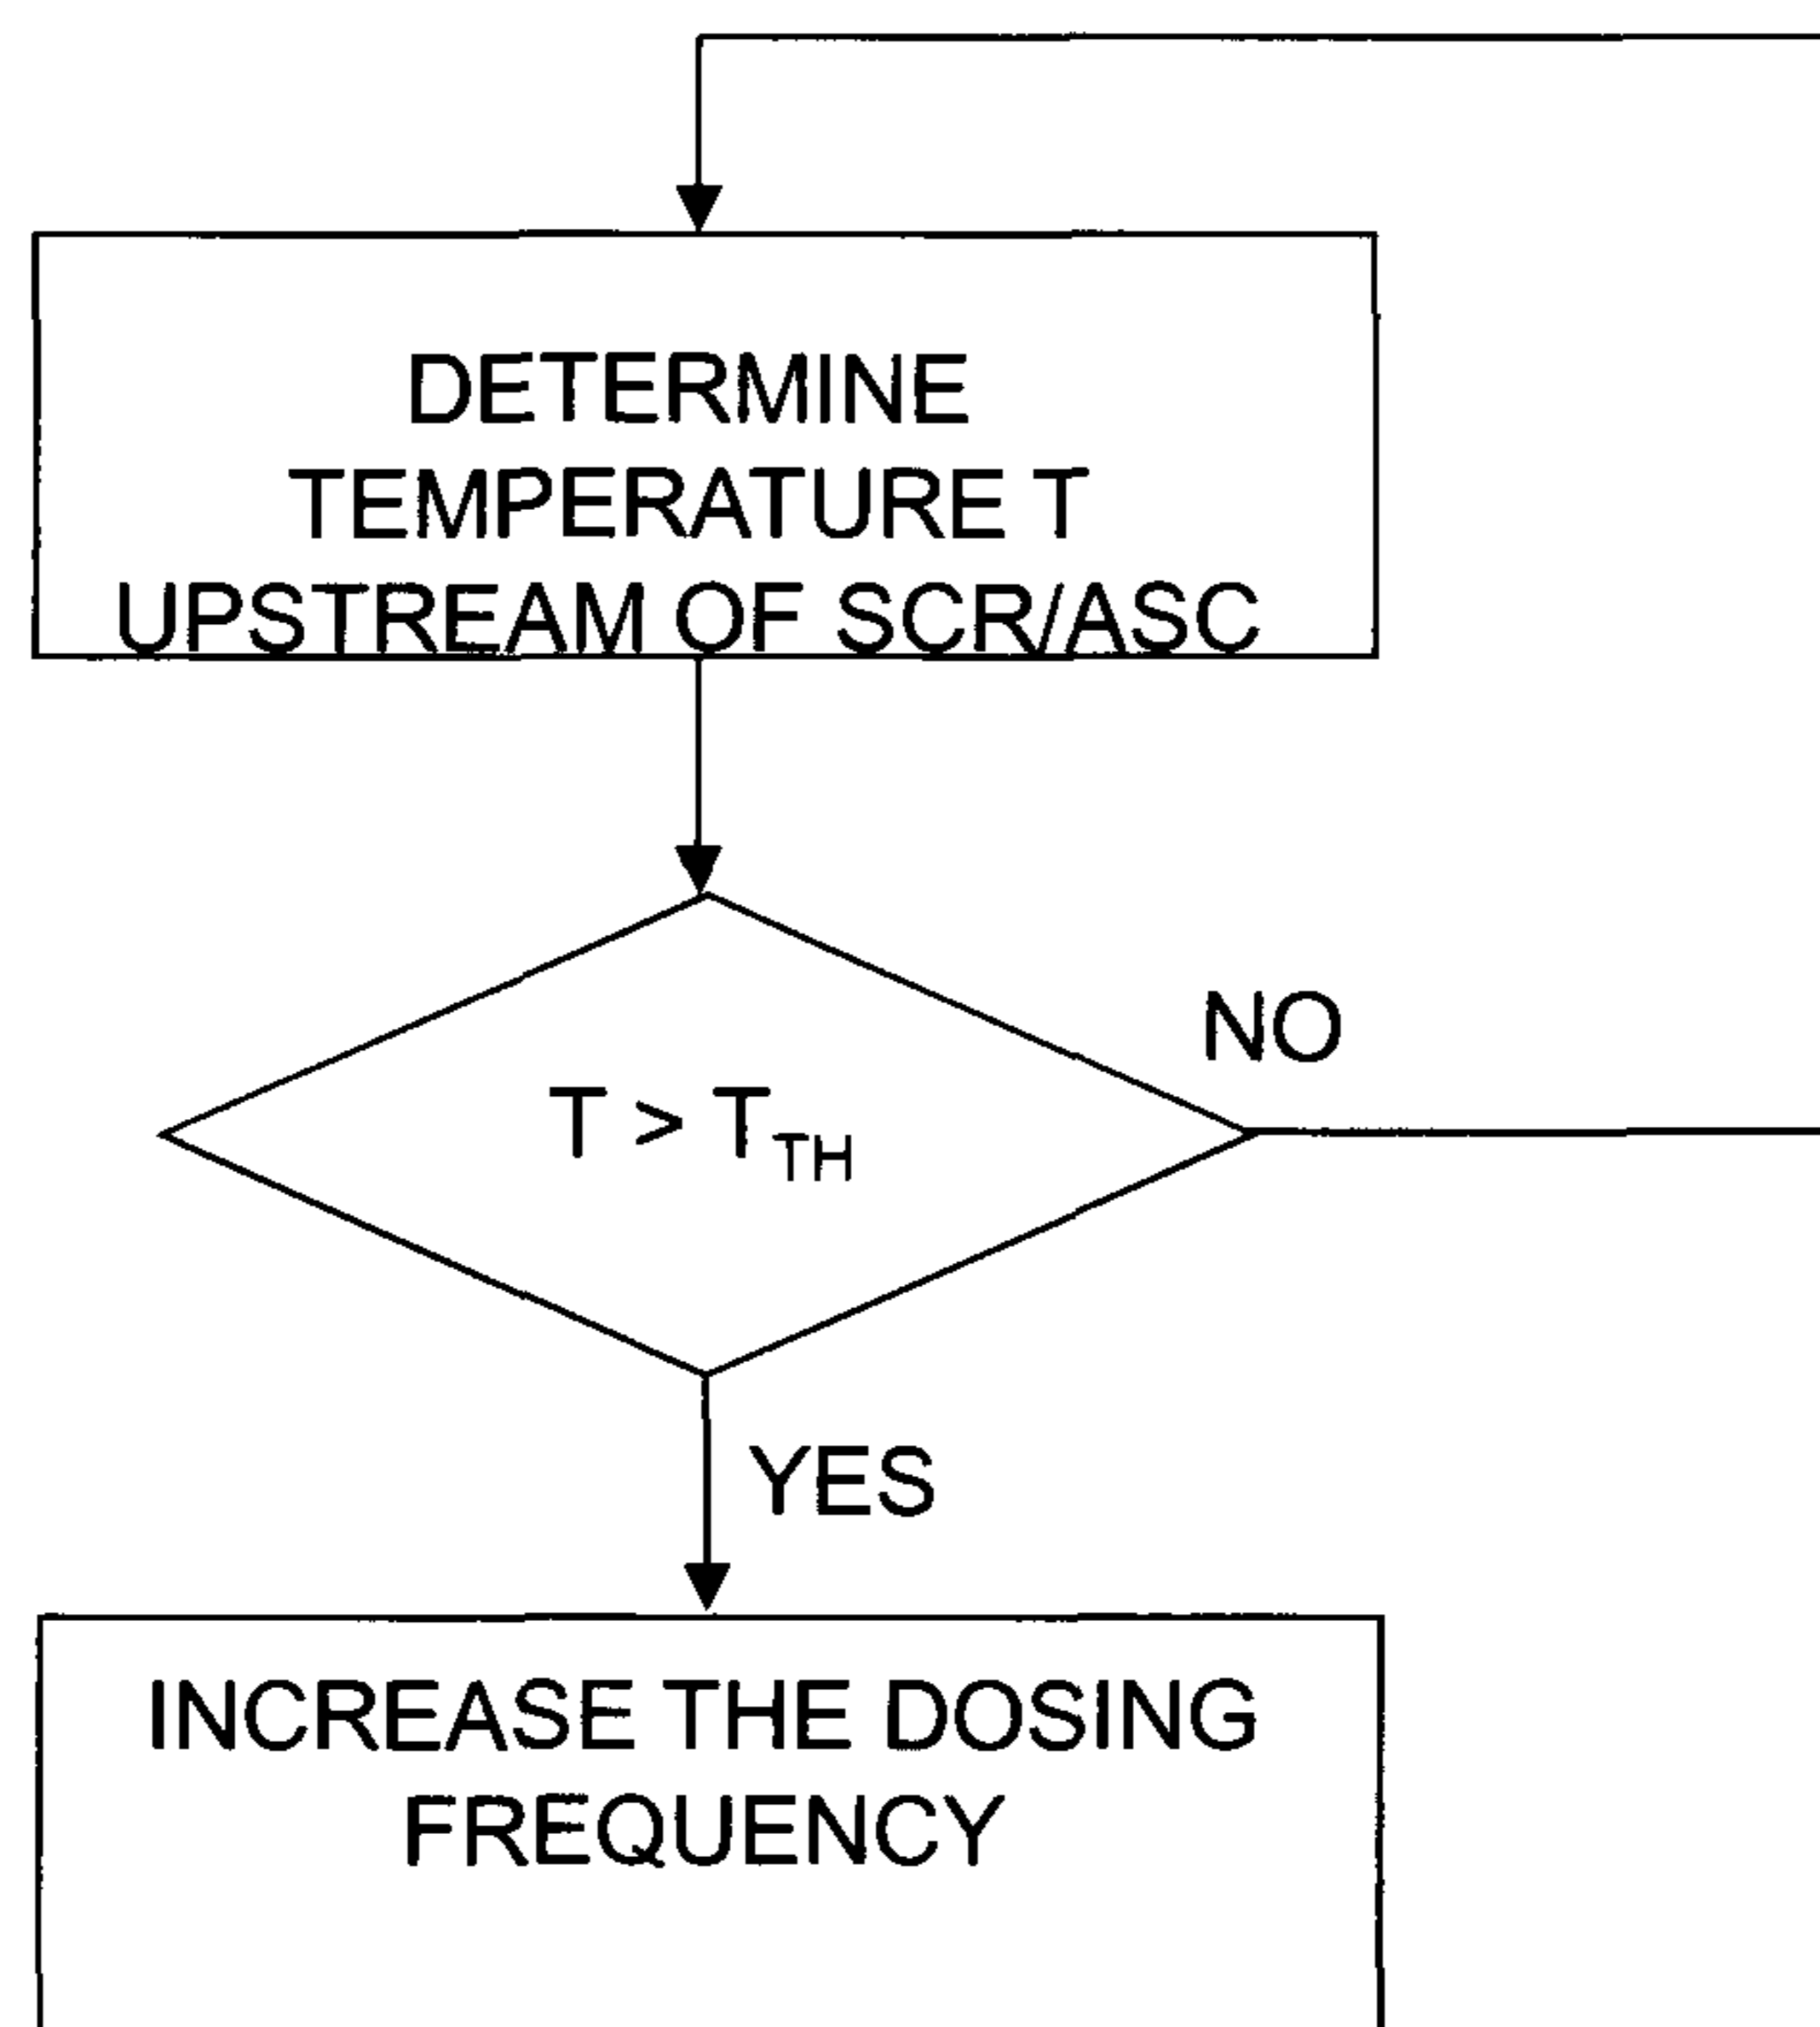 DETERMINE
TEMPERATURE T
UPSTREAM OF SCR/ASC
NO
T > T_TH
YES
INCREASE THE DOSING
FREQUENCY